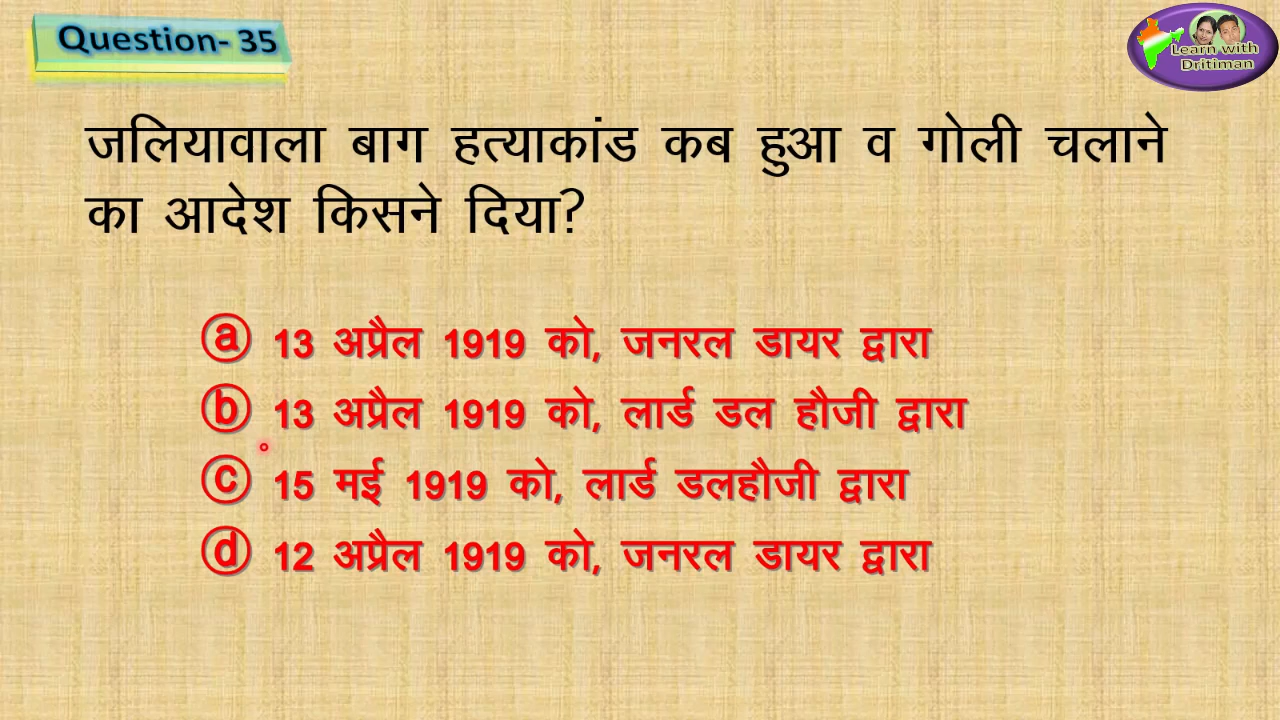 Question- 35
Learn with
Dritiman
जलियावाला बाग हत्याकांड कब हुआ व गोली चलाने
का आदेश किसने दिया?
ⓐ 13 अप्रैल 1919 को, जनरल डायर द्वारा
ⓑ 13 अप्रैल 1919 को, लार्ड डल हौजी द्वारा
ⓒ 15 मई 1919 को, लार्ड डलहौजी द्वारा
ⓓ 12 अप्रैल 1919 को, जनरल डायर द्वारा